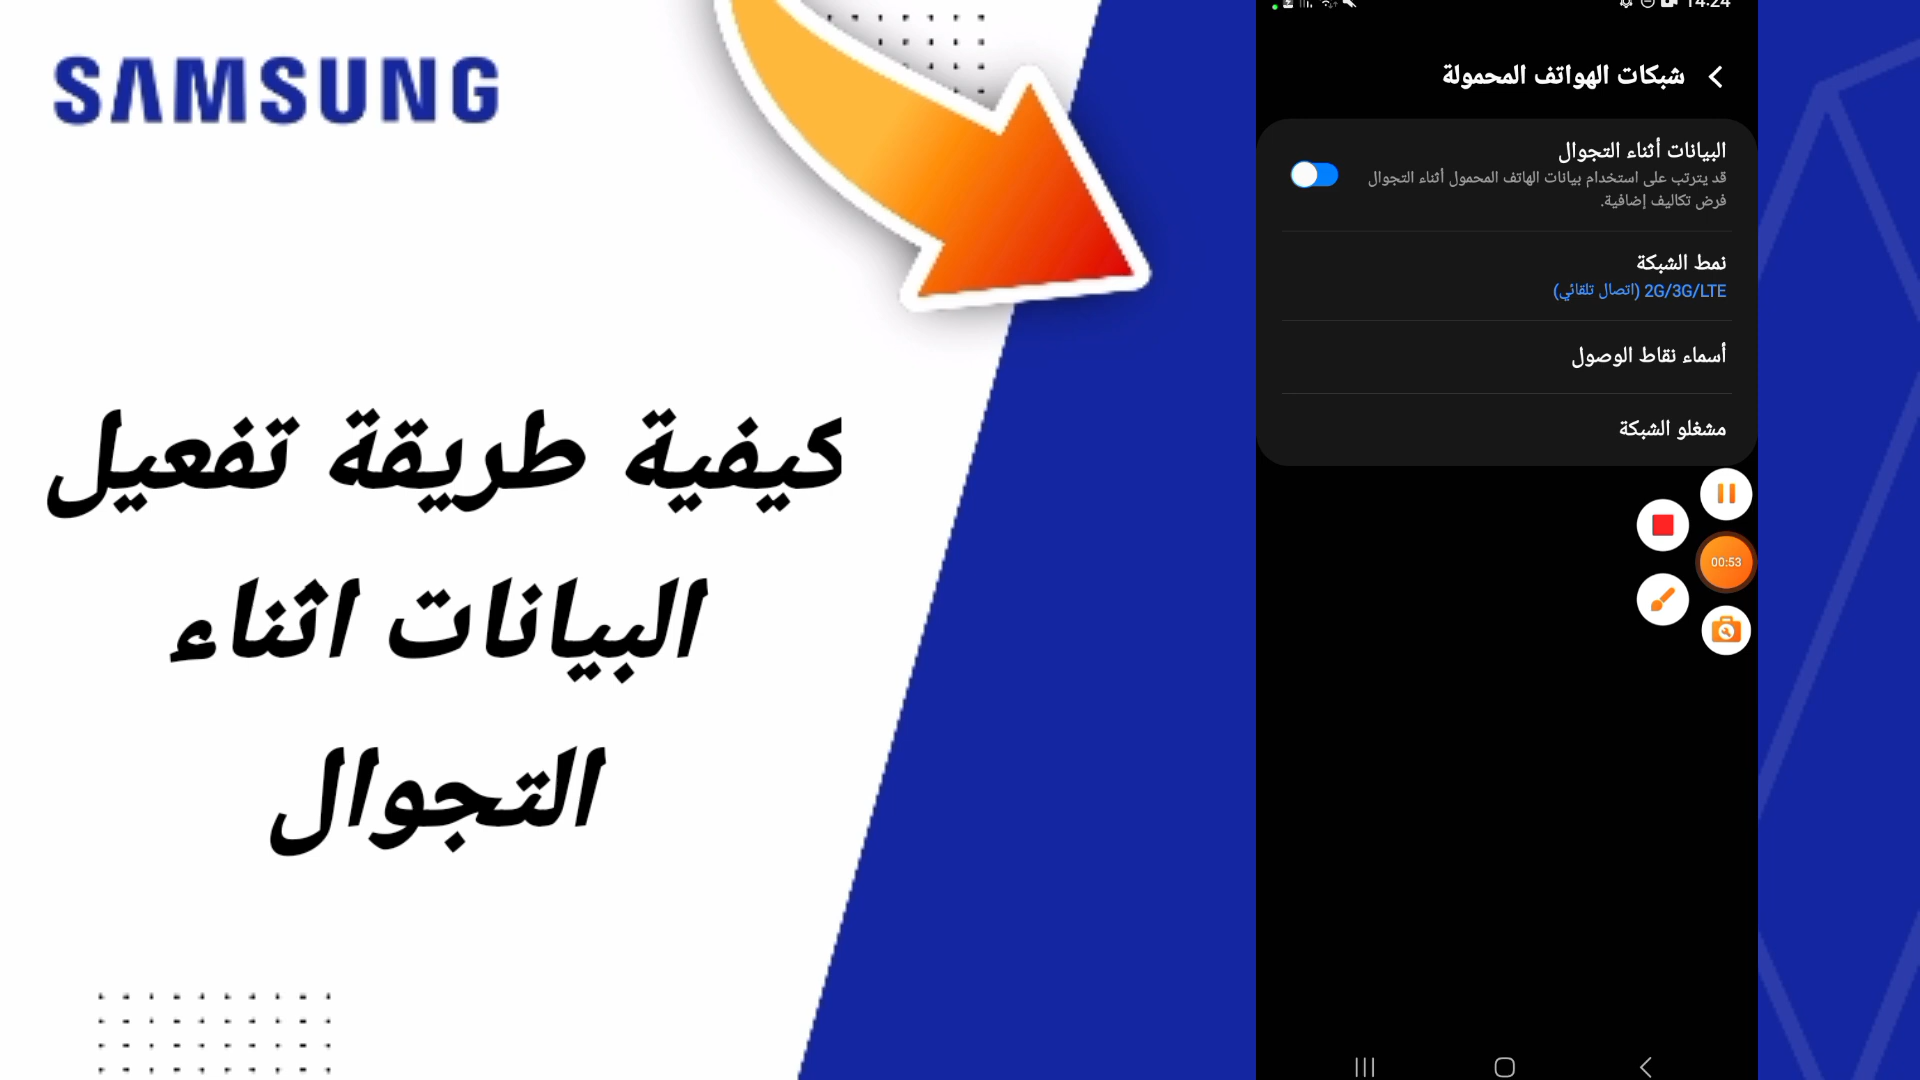 SAMSUNG
كيفية طريقة تفعيل
البيانات اثناء
التجوال
14:24
شبكات الهواتف المحمولة
البيانات أثناء التجوال
قد يترتب على استخدام بيانات الهاتف المحمول أثناء التجوال
فرض تكاليف إضافية.
نمط الشبكة
2G/3G/LTE (اتصال تلقائي)
أسماء نقاط الوصول
مشغلو الشبكة
00:53